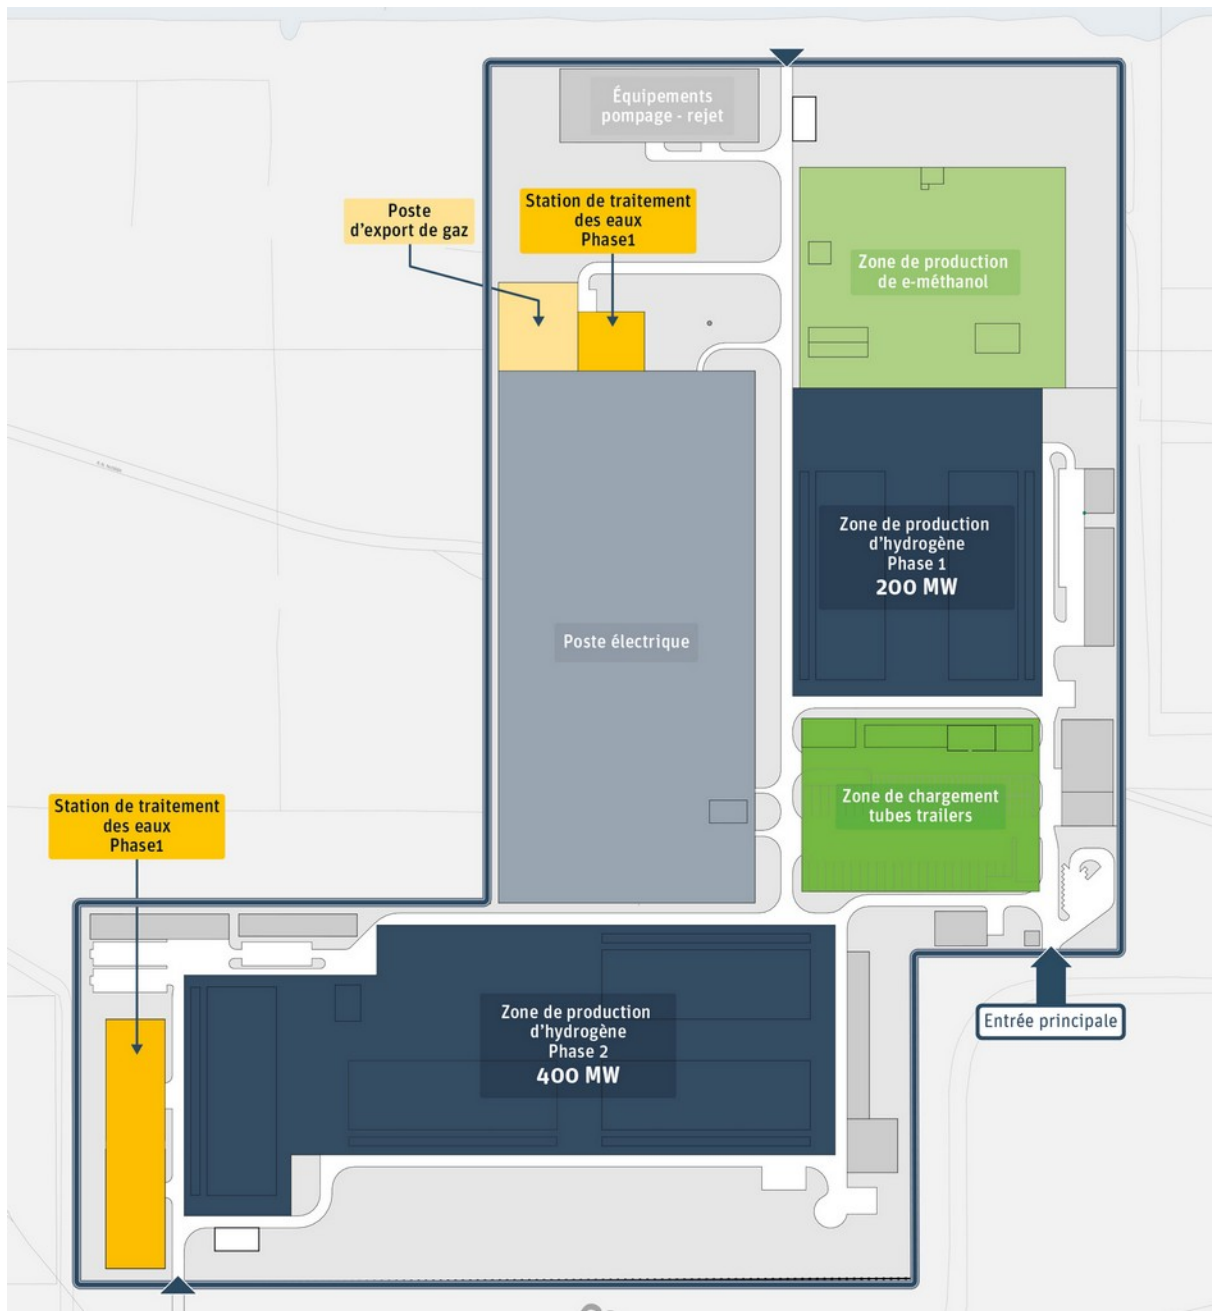 Équipements
pompage - rejet
Poste
d'export de gaz
Station de traitement
des eaux
Phase1
Zone de production
de e-méthanol
Zone de production
d'hydrogène
Phase 1
200 MW
Poste électrique
Zone de chargement
tubes trailers
Station de traitement
des eaux
Phase1
Zone de production
d'hydrogène
Phase 2
400 MW
Entrée principale